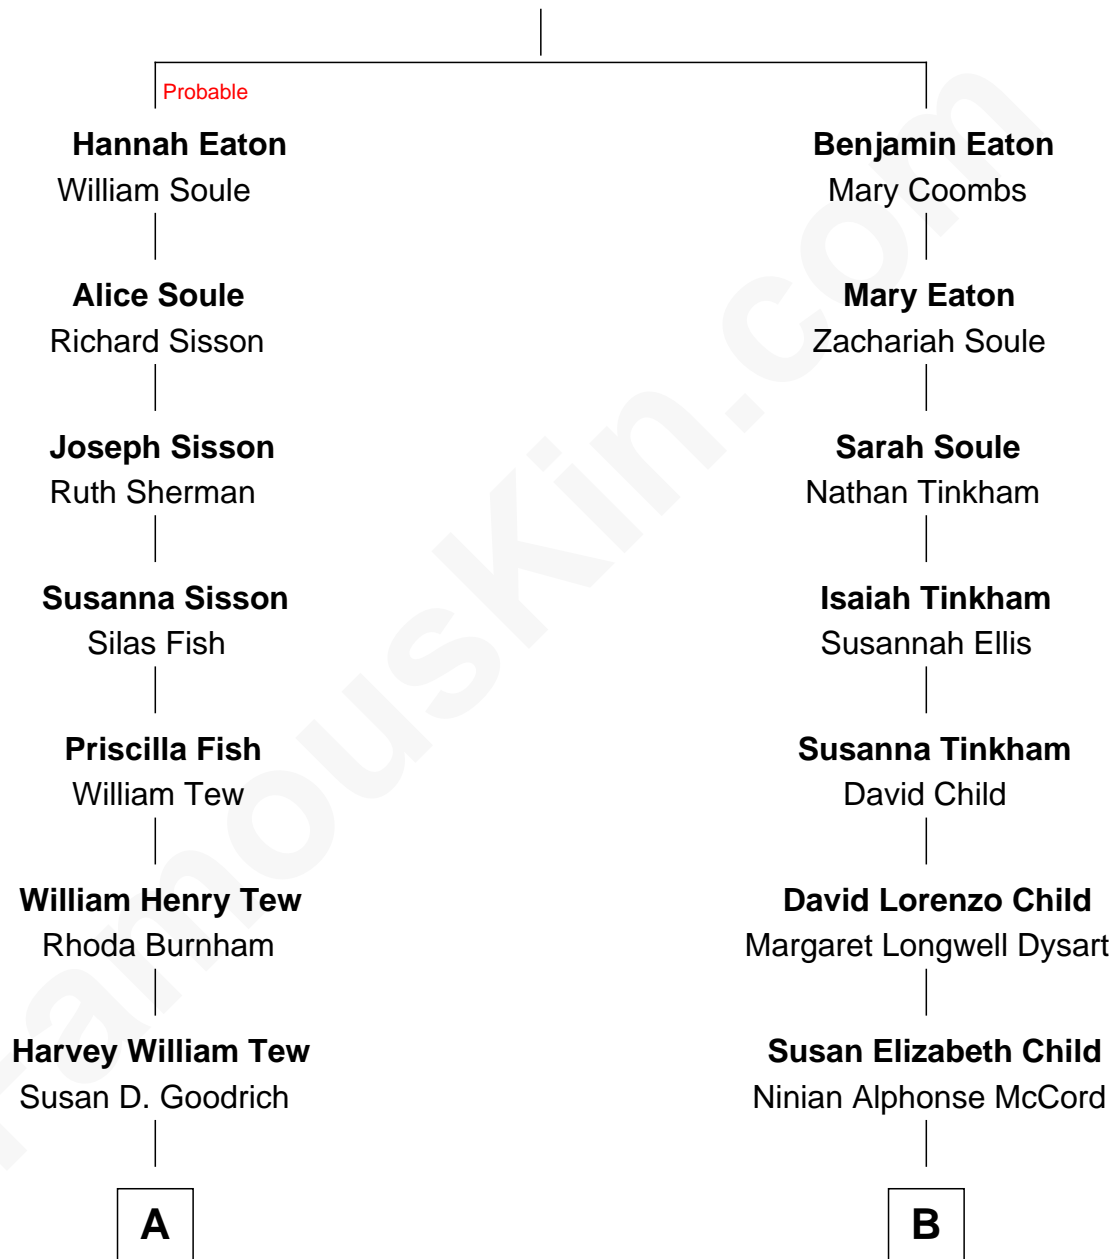 Probable
Hannah Eaton
William Soule
Alice Soule
Richard Sisson
Joseph Sisson
Ruth Sherman
Susanna Sisson
Silas Fish
Priscilla Fish
William Tew
William Henry Tew
Rhoda Burnham
Harvey William Tew
Susan D. Goodrich
A
Benjamin Eaton
Mary Coombs
Mary Eaton
Zachariah Soule
Sarah Soule
Nathan Tinkham
Isaiah Tinkham
Susannah Ellis
Susanna Tinkham
David Child
David Lorenzo Child
Margaret Longwell Dysart
Susan Elizabeth Child
Ninian Alphonse McCord
B
FamousKin.com